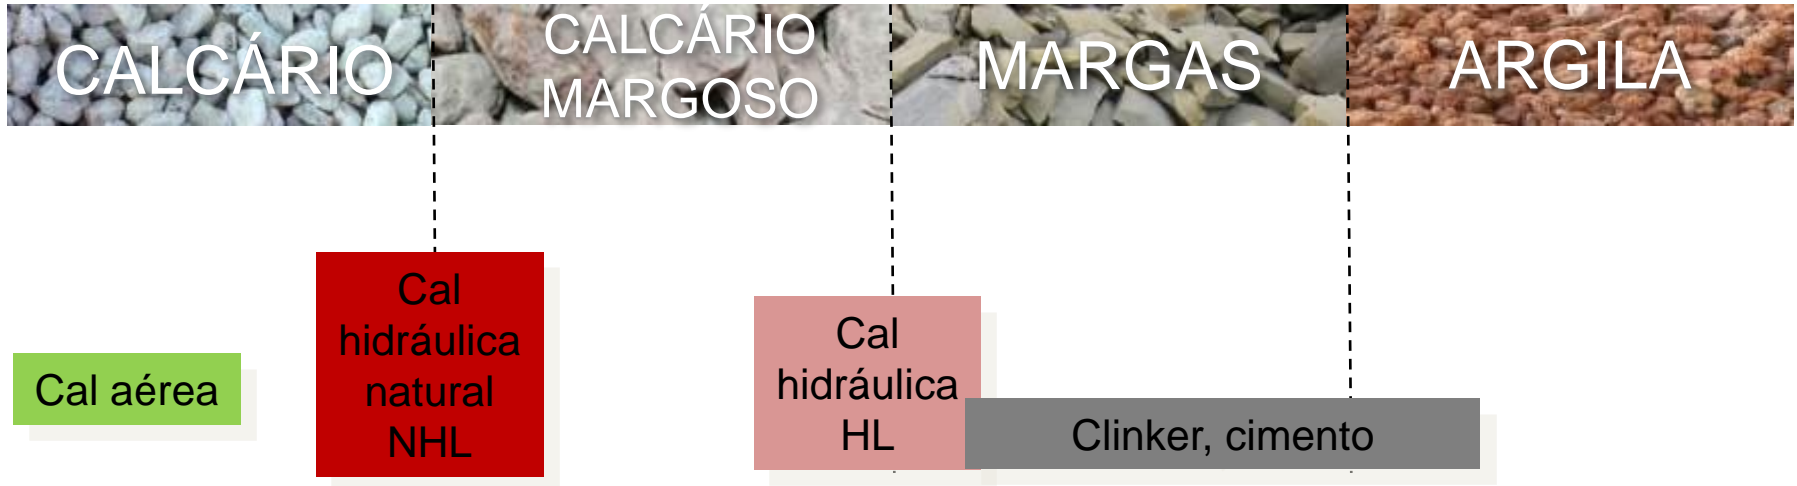 CALCÁRIO
CALCÁRIO
MARGOSO
MARGAS
ARGILA
Cal aérea
Cal
hidráulica
natural
NHL
Cal
hidráulica
HL
Clinker, cimento